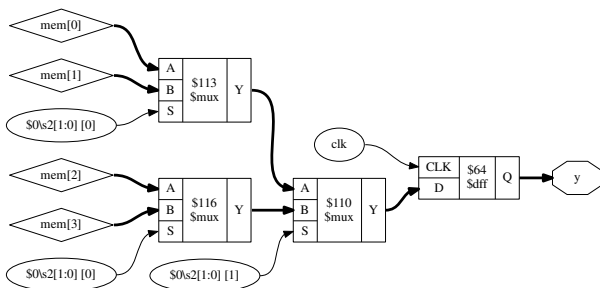 mem[0]
mem[1]
$0\s2[1:0] [0]
A
B
S
$113
$mux
Y
mem[2]
mem[3]
$0\s2[1:0] [0]
A
B
S
$116
$mux
Y
$0\s2[1:0] [1]
A
B
S
$110
$mux
Y
clk
CLK
D
$64
$dff
Q
y